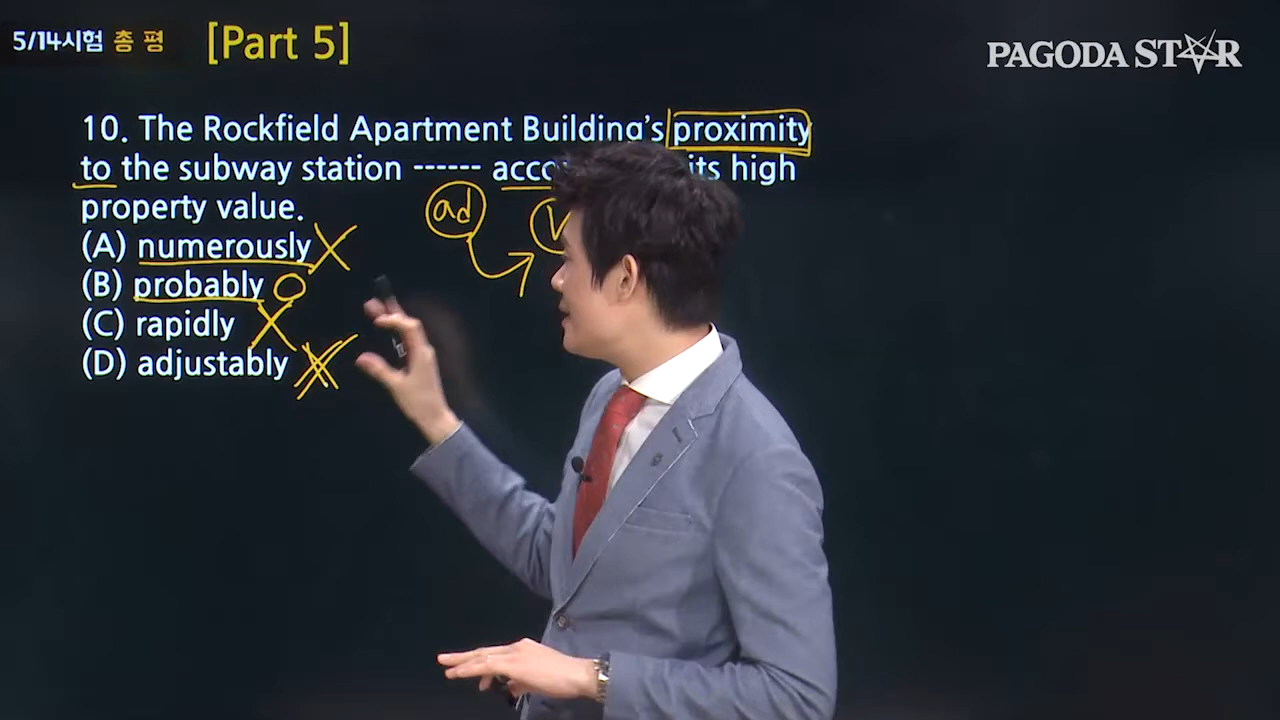 5/14시험 총평 [Part 5]
PAGODA STAR
10. The Rockfield Apartment Building's proximity
to the subway station ------ its high
property value.
ad
(A) numerously
(B) probably
(C) rapidly
(D) adjustably